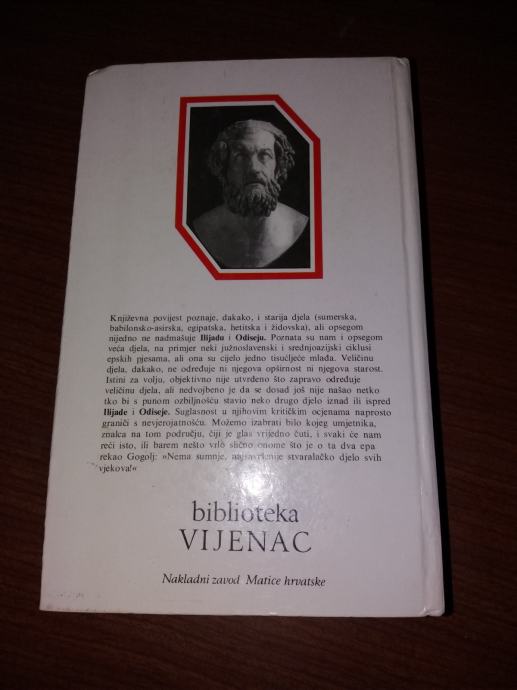 Književna povijest poznaje, dakako, i starija djela (sumerska,
babilonsko-asirska, egipatska, hetitska i židovska), ali opsegom
nijedno ne nadmašuje Ilijadu i Odiseju. Poznata su nam i opsegom
veća djela, na primjer neki južnoslavenski i srednjoazijski ciklusi
epskih pjesama, ali ona su cijelo jedno tisućljeće mlađa. Veličinu
djela, dakako, ne određuje ni njegova opširnost ni njegova starost.
Istini za volju, objektivno nije utvrđeno što zapravo određuje
veličinu djela, ali nedvojbeno je da se dosad još nije našao netko
tko bi s punom ozbiljnošću stavio neko drugo djelo iznad ili ispred
Ilijade i Odiseje. Suglasnost u njihovim kritičkim ocjenama naprosto
graniči s nevjerojatnošću. Možemo izabrati bilo kojeg umjetnika,
znalca na tom području, čiji je glas vrijedno čuti, i svaki će nam
reći isto, ili barem nešto vrlo slično onome što je o ta dva epa
rekao Gogolj: »Nema sumnje, najsavršenije stvaralačko djelo svih
vjekova!«
biblioteka
VIJENAC
Nakladni zavod Matice hrvatske